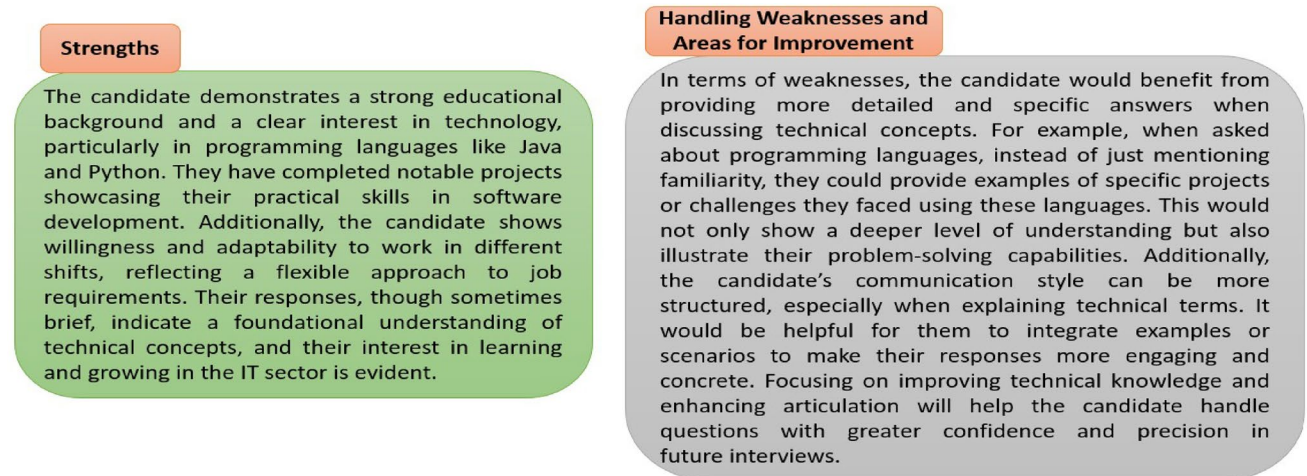 Strengths
The candidate demonstrates a strong educational
background and a clear interest in technology,
particularly in programming languages like Java
and Python. They have completed notable projects
showcasing their practical skills in software
development. Additionally, the candidate shows
willingness and adaptability to work in different
shifts, reflecting a flexible approach to job
requirements. Their responses, though sometimes
brief, indicate a foundational understanding of
technical concepts, and their interest in learning
and growing in the IT sector is evident.
Handling Weaknesses and
Areas for Improvement
In terms of weaknesses, the candidate would benefit from
providing more detailed and specific answers when
discussing technical concepts. For example, when asked
about programming languages, instead of just mentioning
familiarity, they could provide examples of specific projects
or challenges they faced using these languages. This would
not only show a deeper level of understanding but also
illustrate their problem-solving capabilities. Additionally,
the candidate’s communication style can be more
structured, especially when explaining technical terms. It
would be helpful for them to integrate examples or
scenarios to make their responses more engaging and
concrete. Focusing on improving technical knowledge and
enhancing articulation will help the candidate handle
questions with greater confidence and precision in
future interviews.